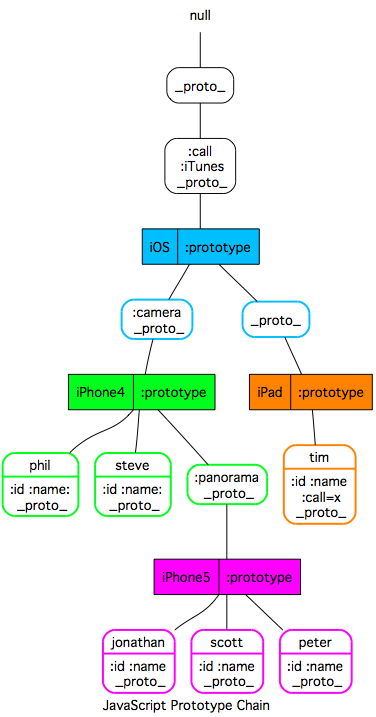 null
_proto_
:call
:iTunes
_proto_
iOS :prototype
:camera
_proto_
_proto_
iPhone4 :prototype
iPad :prototype
phil
:id :name:
_proto_
steve
:id :name:
_proto_
:panorama
_proto_
tim
:id :name
:call=x
_proto_
iPhone5 :prototype
jonathan
:id :name
_proto_
scott
:id :name
_proto_
peter
:id :name
_proto_
JavaScript Prototype Chain